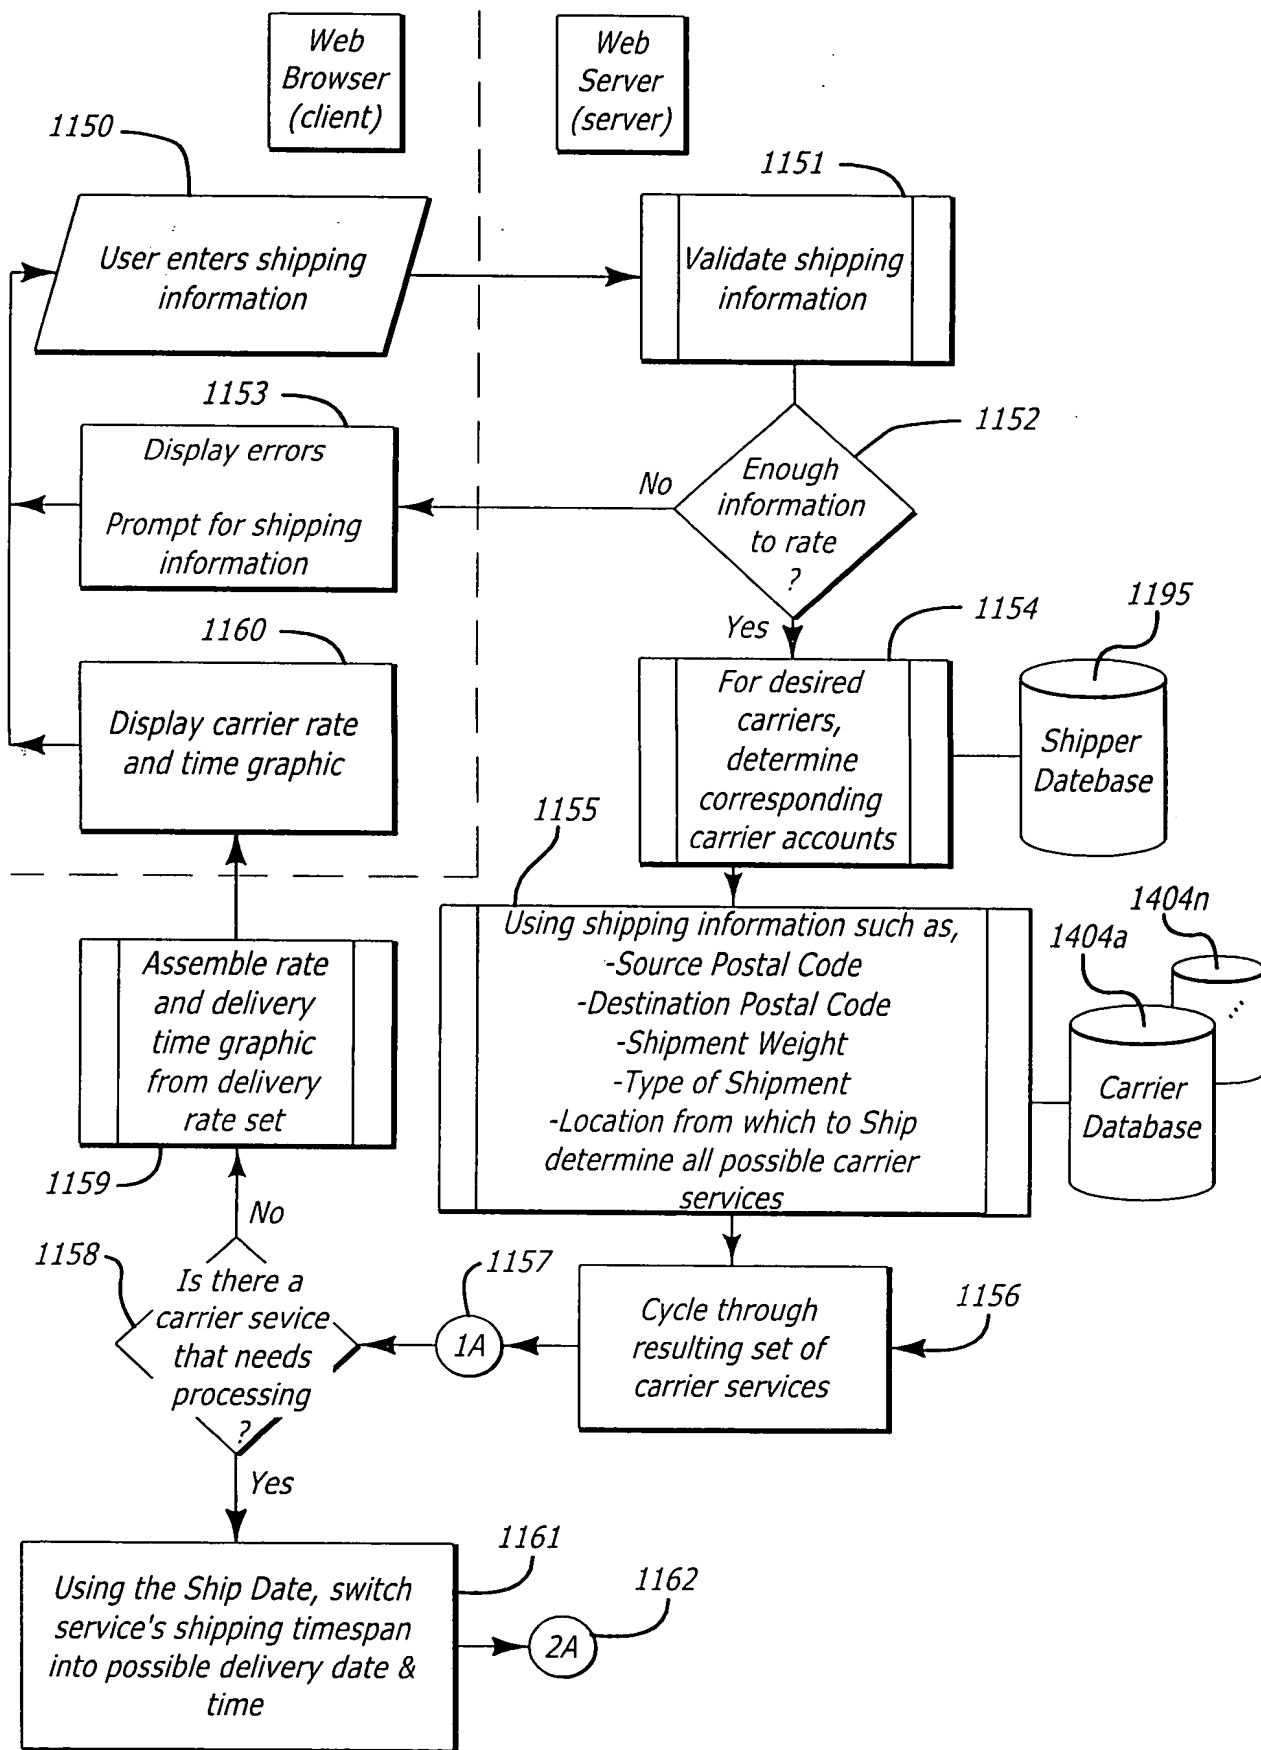 Web
Browser
(client)
Web
Server
(server)
1150
User enters shipping
information
1151
Validate shipping
information
1152
Enough
information
to rate
?
No
Yes
1153
Display errors
Prompt for shipping
information
1160
Display carrier rate
and time graphic
1154
For desired
carriers,
determine
corresponding
carrier accounts
1195
Shipper
Datebase
1155
Using shipping information such as,
-Source Postal Code
-Destination Postal Code
-Shipment Weight
-Type of Shipment
-Location from which to Ship
determine all possible carrier
services
1404n
1404a
Carrier
Database
Assemble rate
and delivery
time graphic
from delivery
rate set
1159
No
1158
Is there a
carrier sevice
that needs
processing
?
1157
1A
Cycle through
resulting set of
carrier services
1156
Yes
1161
Using the Ship Date, switch
service's shipping timespan
into possible delivery date &
time
1162
2A